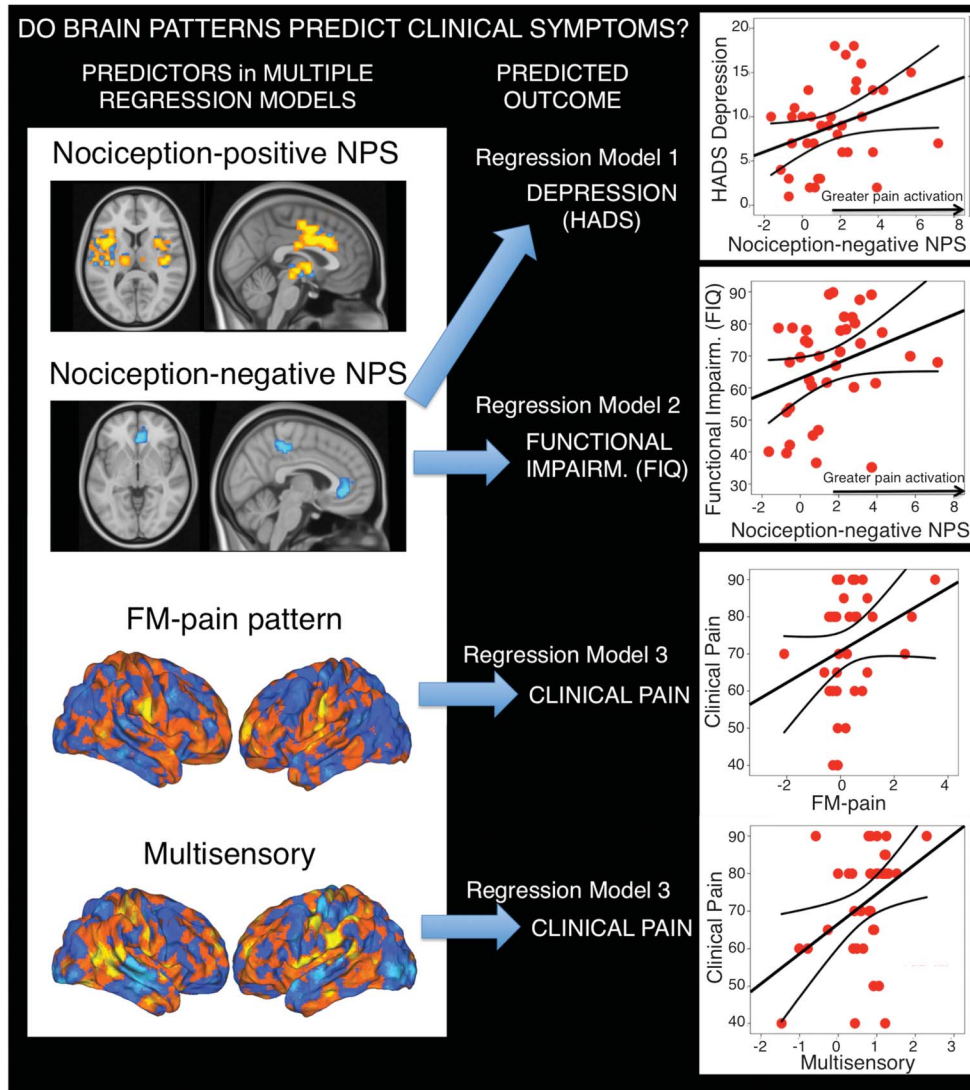 DO BRAIN PATTERNS PREDICT CLINICAL SYMPTOMS?
PREDICTORS in MULTIPLE
REGRESSION MODELS
PREDICTED
OUTCOME
Nociception-positive NPS
Nociception-negative NPS
FM-pain pattern
Multisensory
Regression Model 1
DEPRESSION
(HADS)
Regression Model 2
FUNCTIONAL
IMPAIRM. (FIQ)
Regression Model 3
CLINICAL PAIN
Regression Model 3
CLINICAL PAIN
HADS Depression
20
15
10
5
0
Greater pain activation
-2 0 2 4 6 8
Nociception-negative NPS
Functional Impairm. (FIQ)
90
80
70
60
50
40
30
Greater pain activation
-2 0 2 4 6 8
Nociception-negative NPS
Clinical Pain
90
80
70
60
50
40
-2 0 2 4
FM-pain
Clinical Pain
90
80
70
60
50
40
-2 -1 0 1 2 3
Multisensory